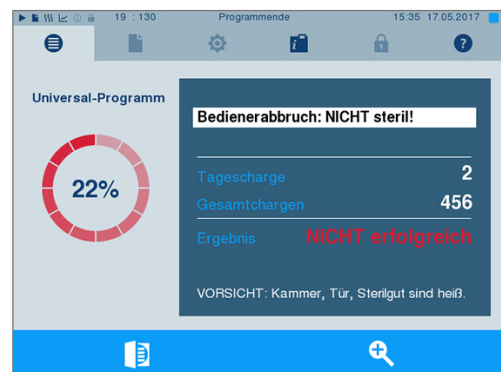 19 : 130 Programmende 15:35 17.05.2017
Universal-Programm
22%
Bedienerabbruch: NICHT steril!
Tagescharge 2
Gesamtchargen 456
Ergebnis NICHT erfolgreich
VORSICHT: Kammer, Tür, Sterilgut sind heiß.